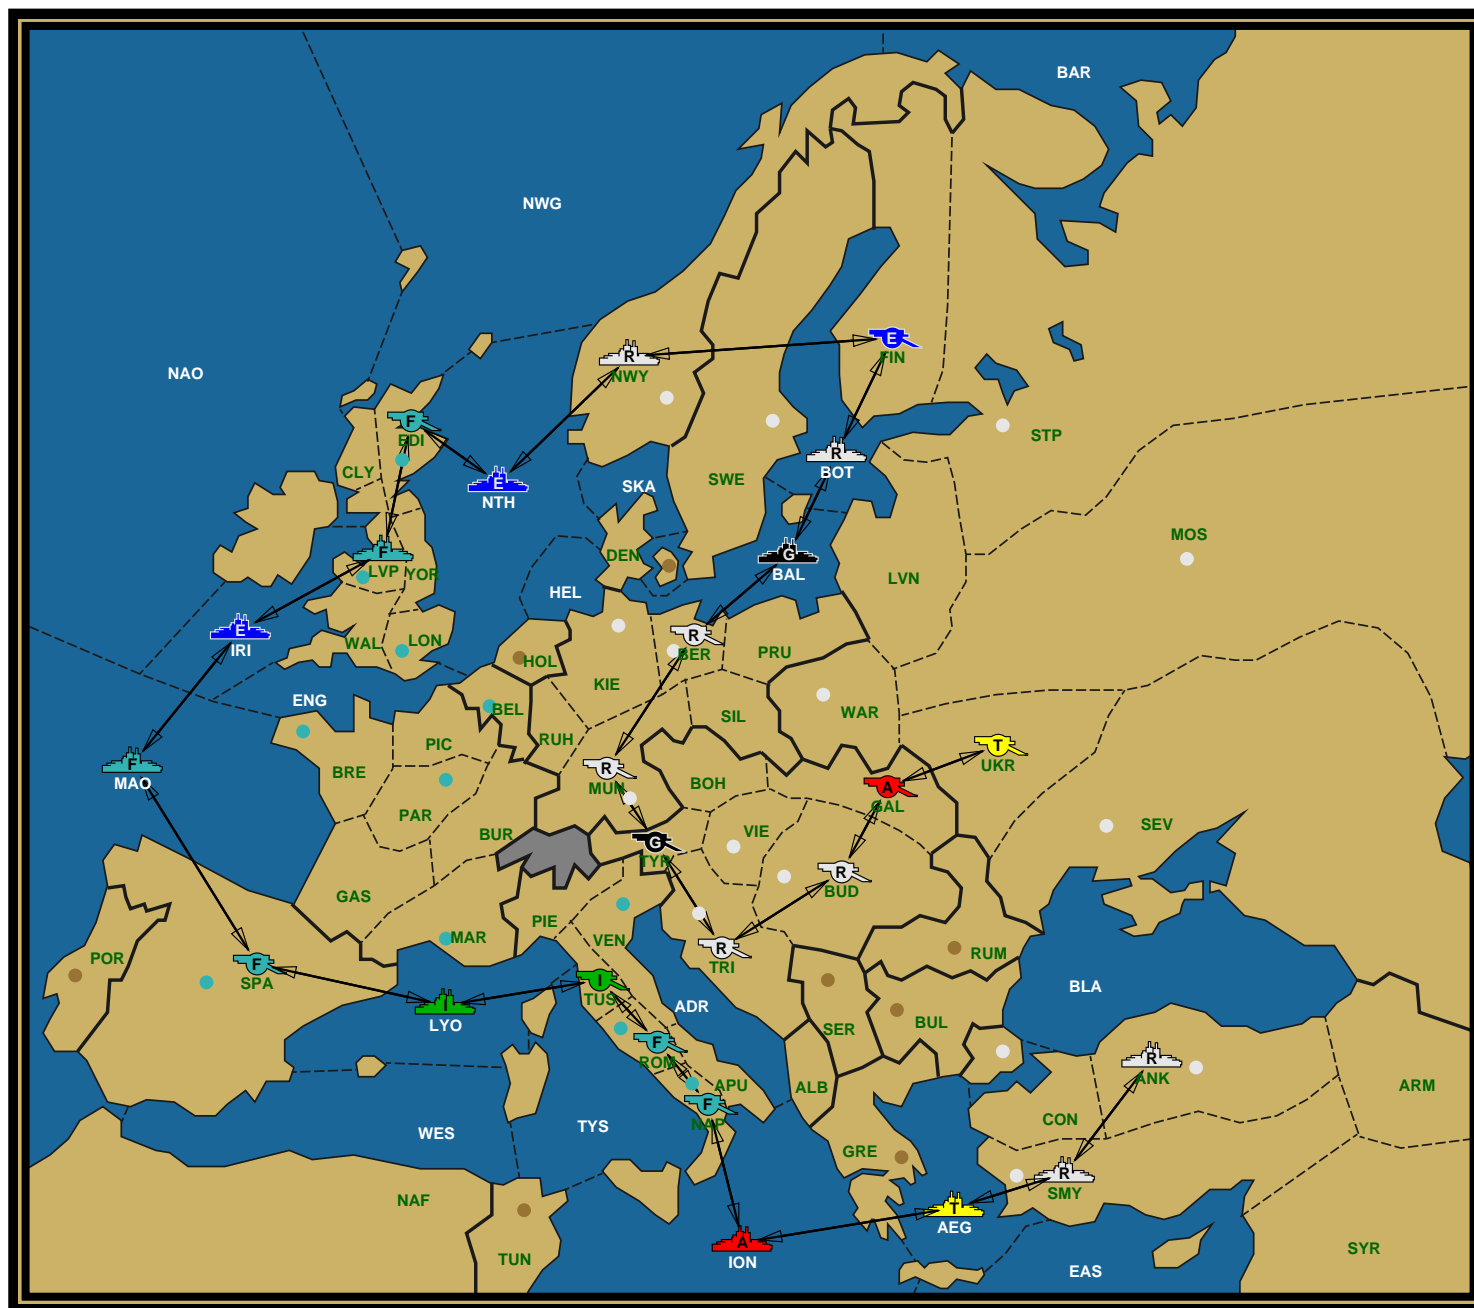 BAR
NWG
NAO
R
NWY
E
FIN
F
EDI
CLY
E
NTH
SKA
SWE
R
BOT
STP
MOS
F
LVP
YOR
DEN
G
BAL
LVN
HEL
E
IRI
WAL
LON
HOL
R
BER
PRU
KIE
ENG
BEL
SIL
WAR
PIC
RUH
T
UKR
F
MAO
BRE
R
MUN
BOH
A
GAL
PAR
BUR
VIE
SEV
G
TYR
R
BUD
GAS
PIE
MAR
VEN
R
TRI
RUM
POR
F
SPA
I
TUS
I
LYO
ADR
BLA
SER
BUL
F
ROM
R
ANK
APU
ALB
ARM
F
NAP
CON
WES
TYS
GRE
R
SMY
NAF
T
AEG
A
ION
SYR
TUN
EAS